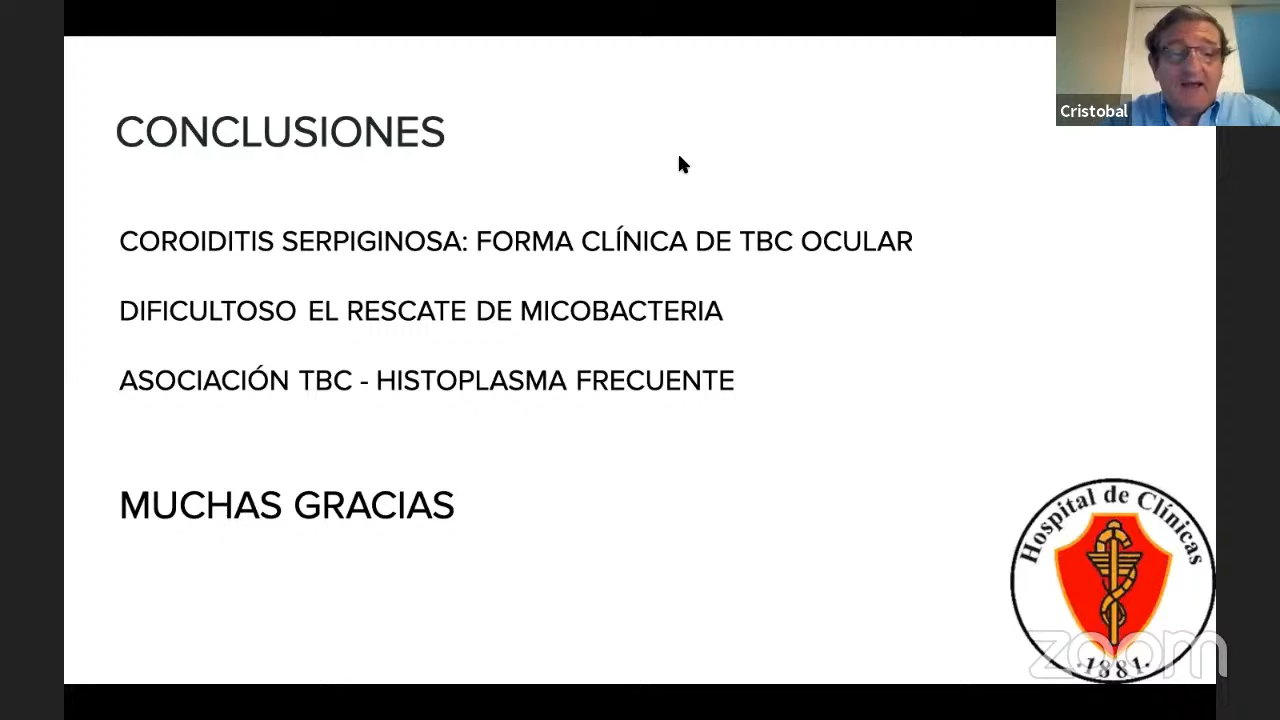 Cristobal
CONCLUSIONES
COROIDITIS SERPIGINOSA: FORMA CLÍNICA DE TBC OCULAR
DIFICULTOSO EL RESCATE DE MICOBACTERIA
ASOCIACIÓN TBC - HISTOPLASMA FRECUENTE
MUCHAS GRACIAS
Hospital de Clínicas
·1881·
zoom